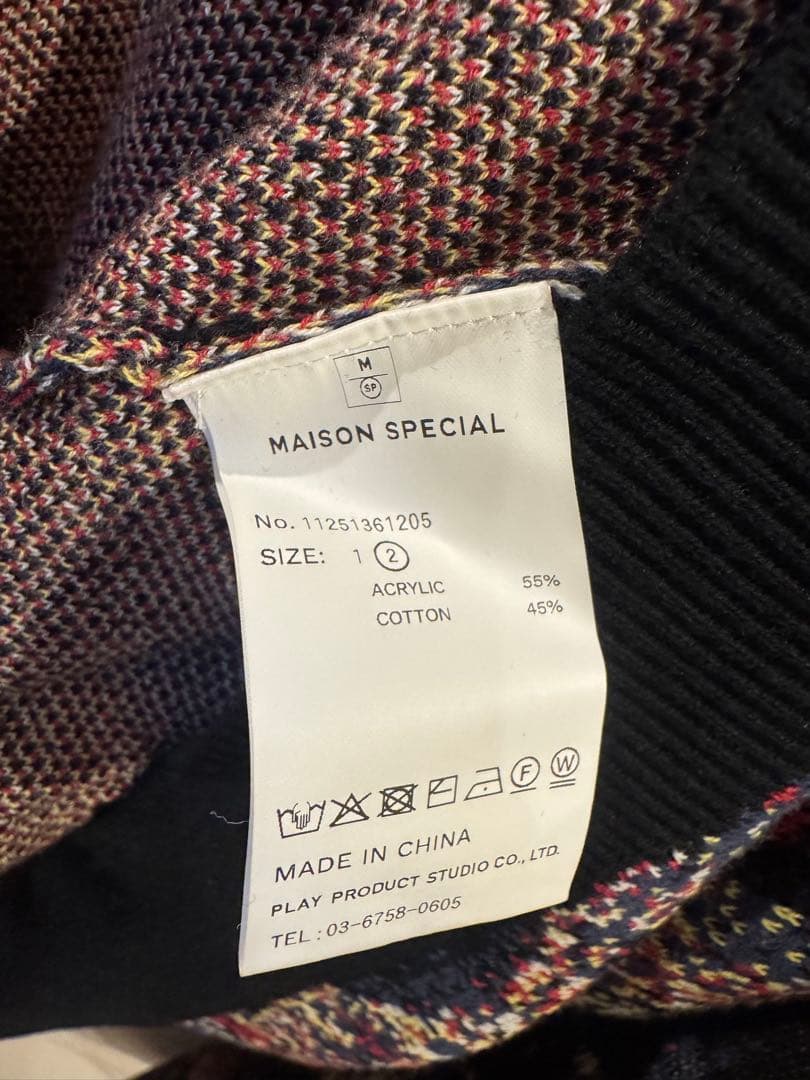 M
SP
MAISON SPECIAL
No. 11251361205
SIZE: 1 2
ACRYLIC 55%
COTTON 45%
F W
MADE IN CHINA
PLAY PRODUCT STUDIO CO., LTD.
TEL : 03-6758-0605